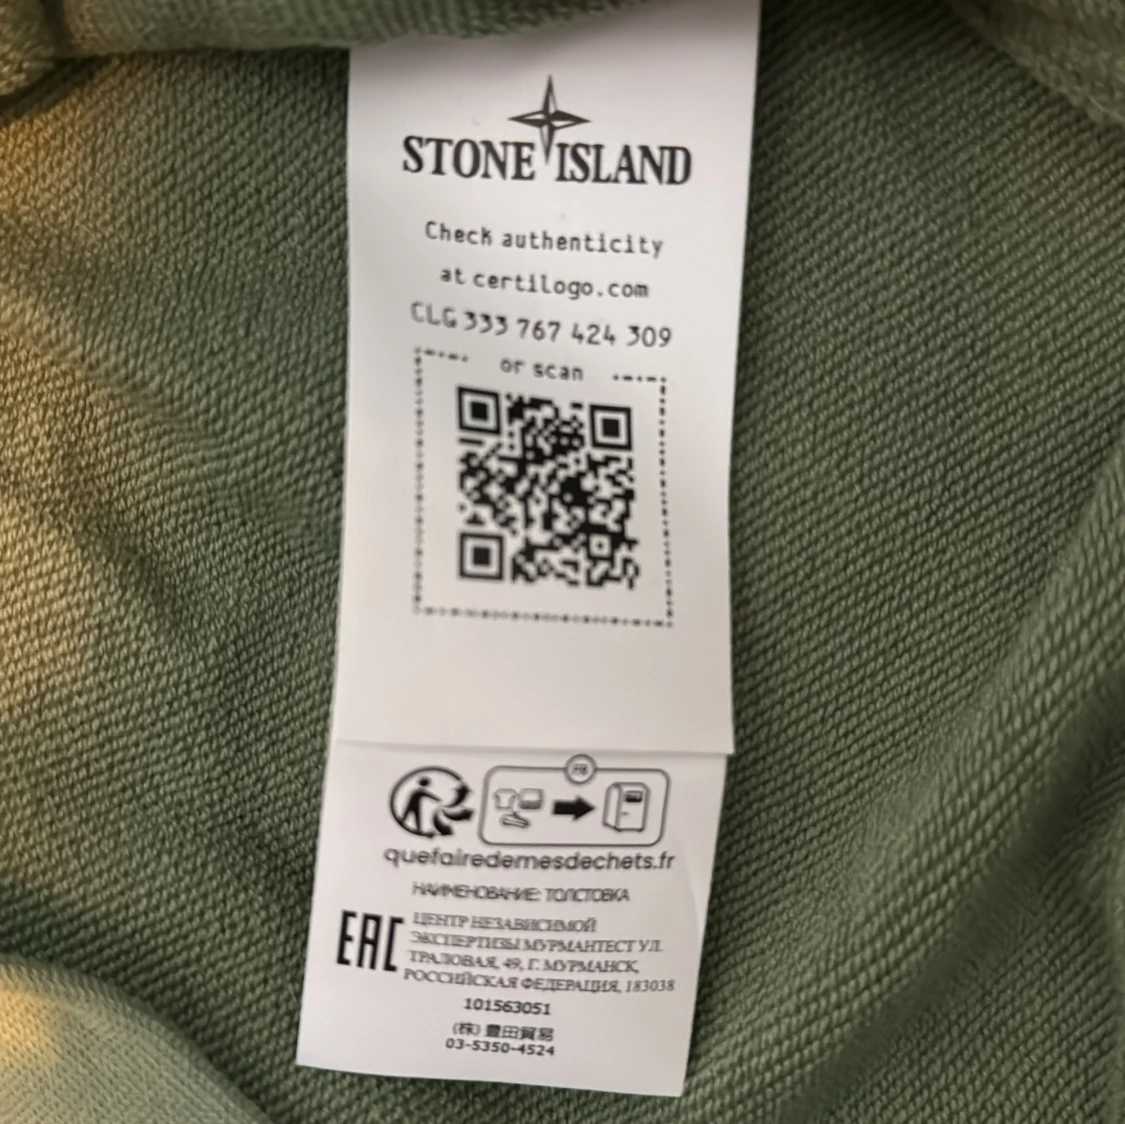 STONE ISLAND
Check authenticity
at certilogo.com
CLG 333 767 424 309
or scan
FR
quefairedemesdechets.fr
НАИМЕНОВАНИЕ: ТОЛСТОВКА
EAC
ЦЕНТР НЕЗАВИСИМОЙ
ЭКСПЕРТИЗЫ МУРМАНТЕСТ УЛ.
ТРАЛОВАЯ, 49, Г. МУРМАНСК,
РОССИЙСКАЯ ФЕДЕРАЦИЯ, 183038
101563051
(株) 豊田貿易
03-5350-4524